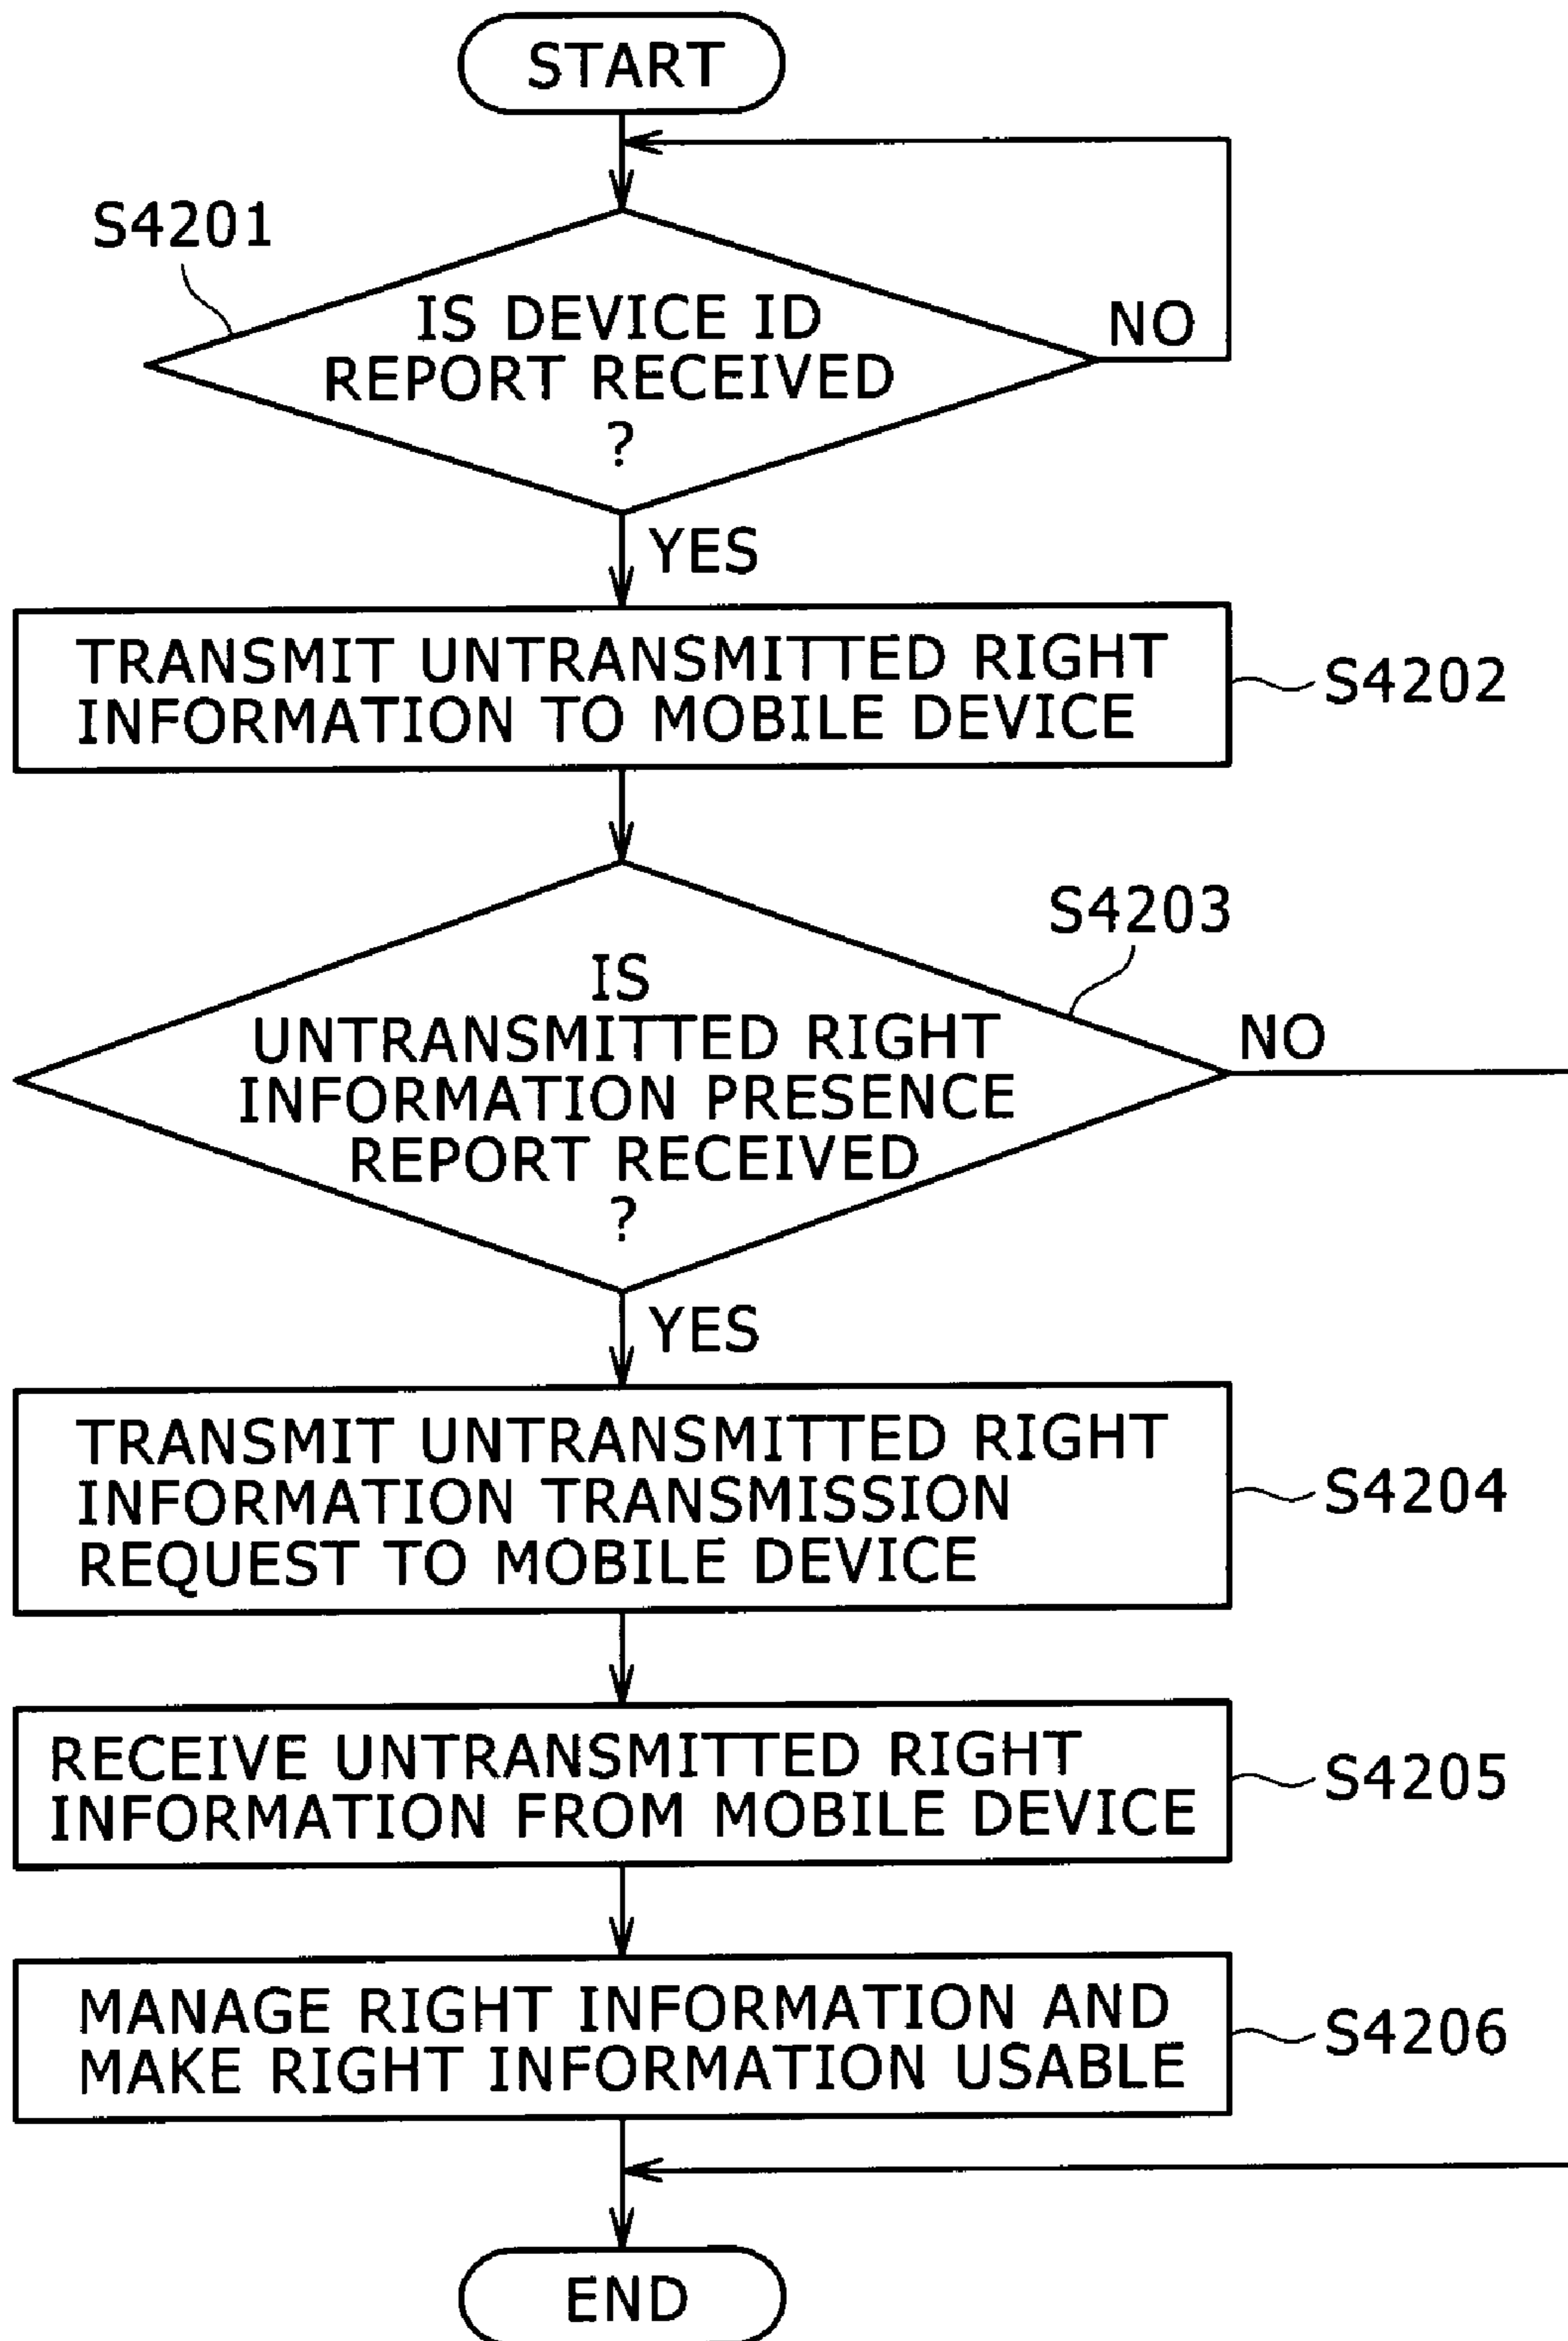 START
S4201
IS DEVICE ID
REPORT RECEIVED
?
NO
YES
TRANSMIT UNTRANSMITTED RIGHT
INFORMATION TO MOBILE DEVICE
S4202
S4203
IS
UNTRANSMITTED RIGHT
INFORMATION PRESENCE
REPORT RECEIVED
?
NO
YES
TRANSMIT UNTRANSMITTED RIGHT
INFORMATION TRANSMISSION
REQUEST TO MOBILE DEVICE
S4204
RECEIVE UNTRANSMITTED RIGHT
INFORMATION FROM MOBILE DEVICE
S4205
MANAGE RIGHT INFORMATION AND
MAKE RIGHT INFORMATION USABLE
S4206
END